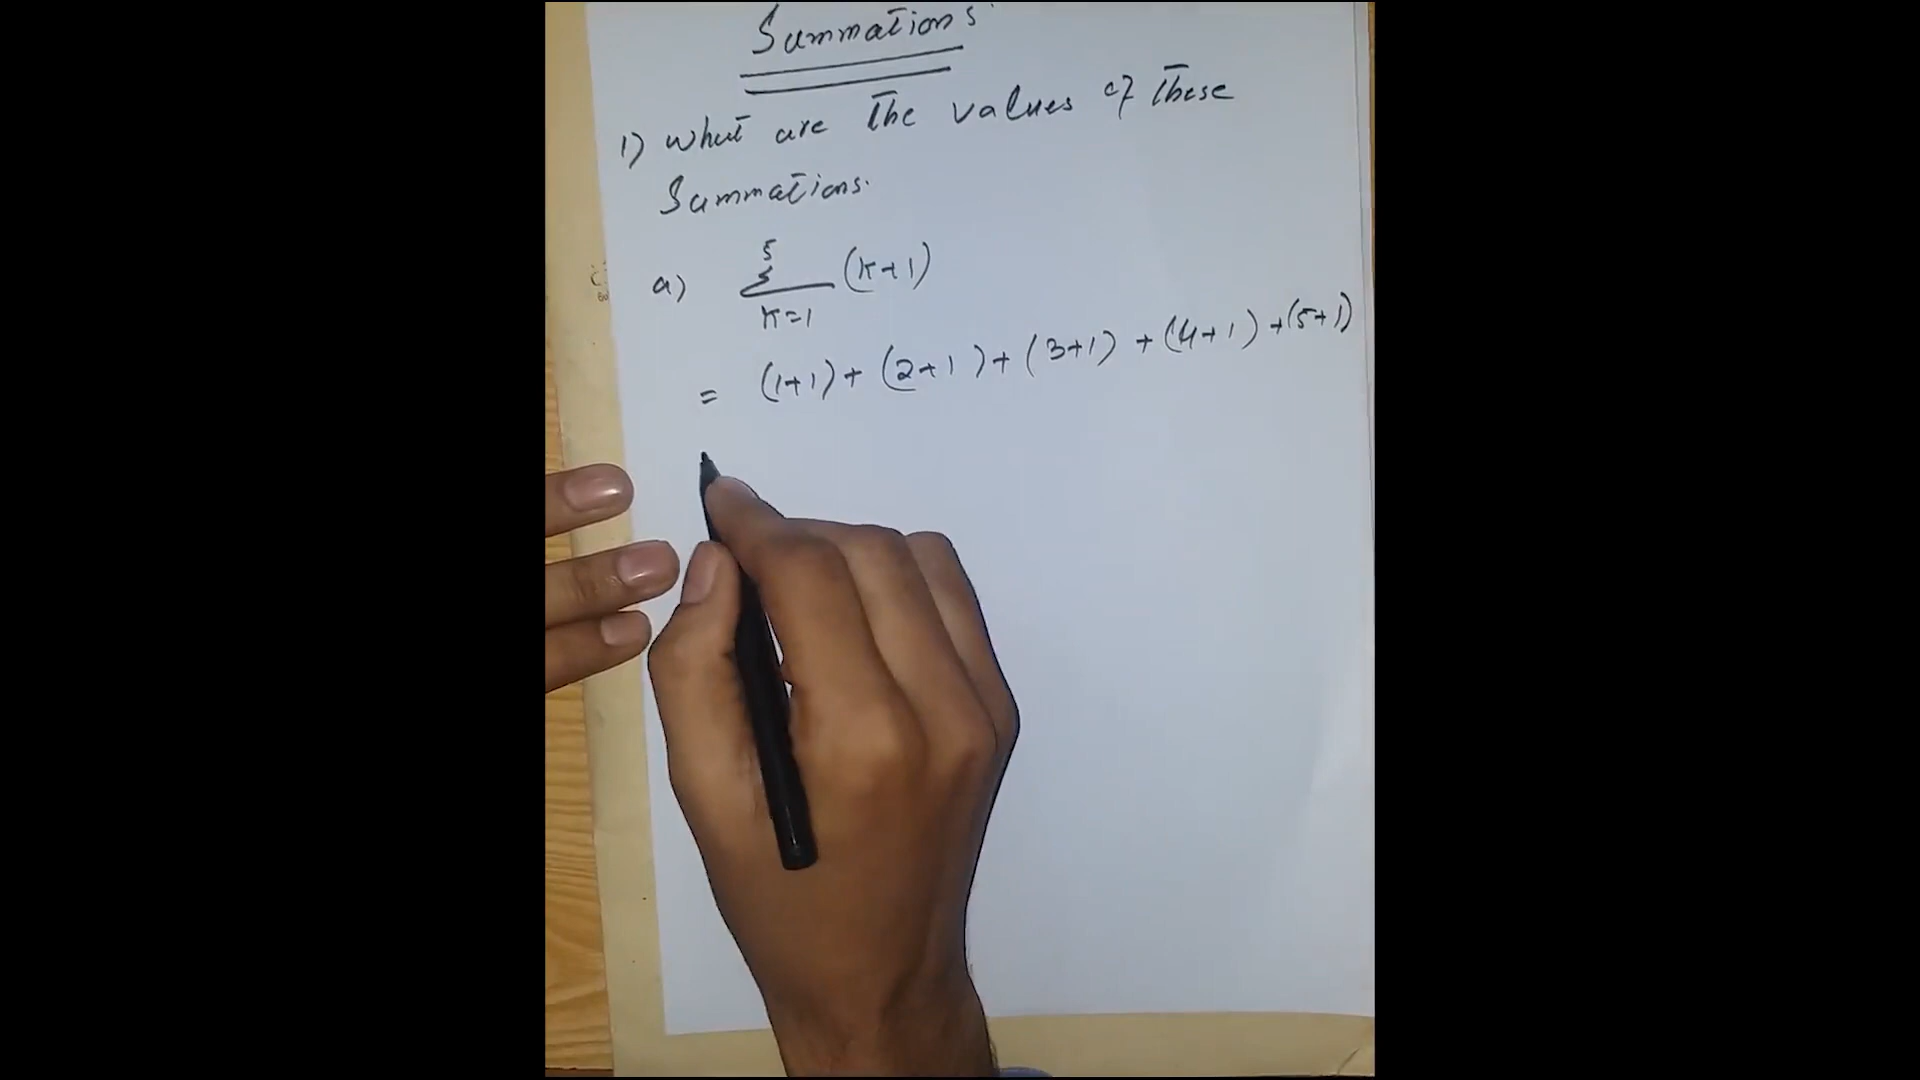 Summations
1) What are the values of these
Summations.
a) 5
∑ (k+1)
k=1
= (1+1) + (2+1) + (3+1) + (4+1) + (5+1)